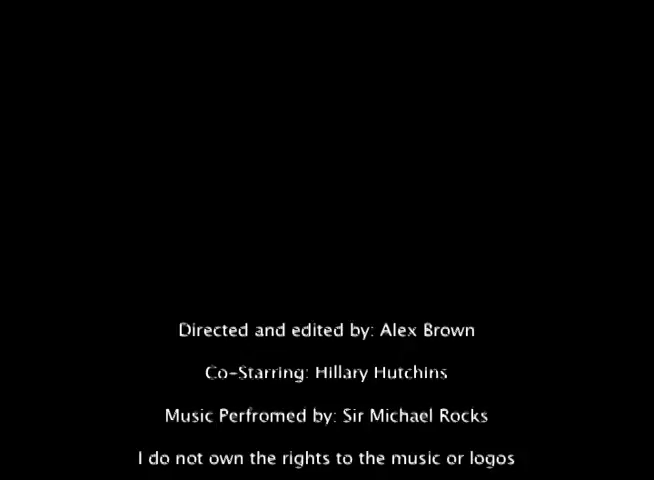 Directed and edited by: Alex Brown
Co-Starring: Hillary Hutchins
Music Perfromed by: Sir Michael Rocks
I do not own the rights to the music or logos